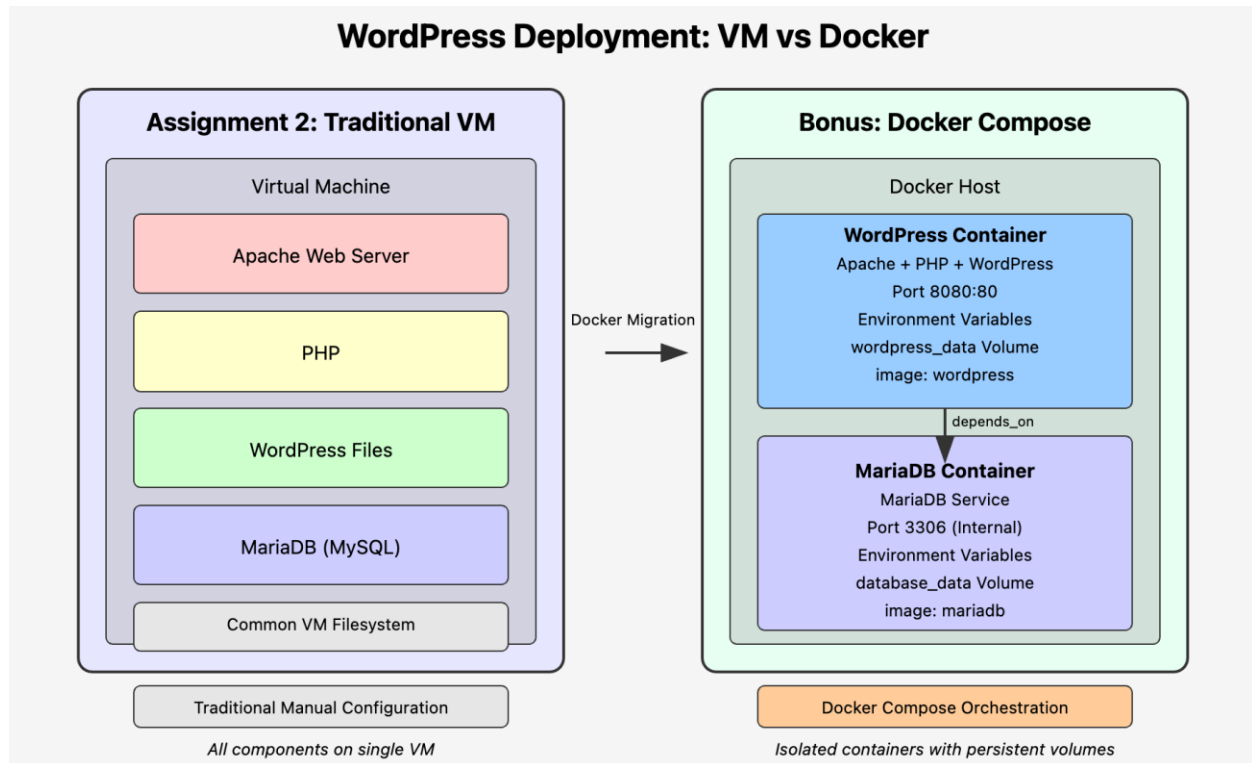 WordPress Deployment: VM vs Docker
Assignment 2: Traditional VM
Virtual Machine
Apache Web Server
PHP
WordPress Files
MariaDB (MySQL)
Common VM Filesystem
Traditional Manual Configuration
All components on single VM
Docker Migration
Bonus: Docker Compose
Docker Host
WordPress Container
Apache + PHP + WordPress
Port 8080:80
Environment Variables
wordpress_data Volume
image: wordpress
depends_on
MariaDB Container
MariaDB Service
Port 3306 (Internal)
Environment Variables
database_data Volume
image: mariadb
Docker Compose Orchestration
Isolated containers with persistent volumes